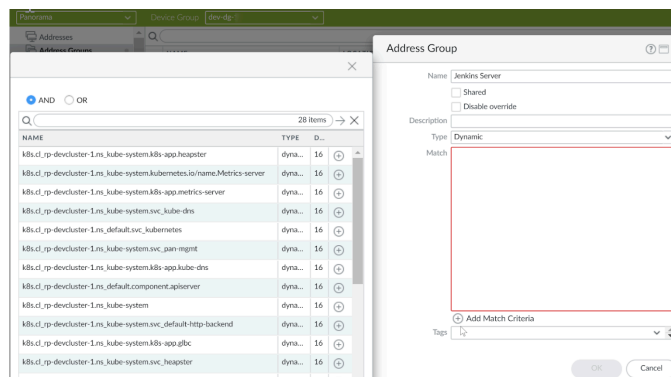 Panorama
Device Group dev-dg-
Addresses
Address Groups
AND OR
28 items
NAME TYPE D...
k8s.cl_rp-devcluster-1.ns_kube-system.k8s-app.heapster dyna... 16
k8s.cl_rp-devcluster-1.ns_kube-system.kubernetes.io/name.Metrics-server dyna... 16
k8s.cl_rp-devcluster-1.ns_kube-system.k8s-app.metrics-server dyna... 16
k8s.cl_rp-devcluster-1.ns_kube-system.svc_kube-dns dyna... 16
k8s.cl_rp-devcluster-1.ns_default.svc_kubernetes dyna... 16
k8s.cl_rp-devcluster-1.ns_kube-system.svc_pan-mgmt dyna... 16
k8s.cl_rp-devcluster-1.ns_kube-system.k8s-app.kube-dns dyna... 16
k8s.cl_rp-devcluster-1.ns_default.component.apiserver dyna... 16
k8s.cl_rp-devcluster-1.ns_kube-system dyna... 16
k8s.cl_rp-devcluster-1.ns_kube-system.svc_default-http-backend dyna... 16
k8s.cl_rp-devcluster-1.ns_kube-system.k8s-app.glbc dyna... 16
k8s.cl_rp-devcluster-1.ns_kube-system.svc_heapster dyna... 16
Address Group
Name Jenkins Server
Shared
Disable override
Description
Type Dynamic
Match
Add Match Criteria
Tags
OK Cancel